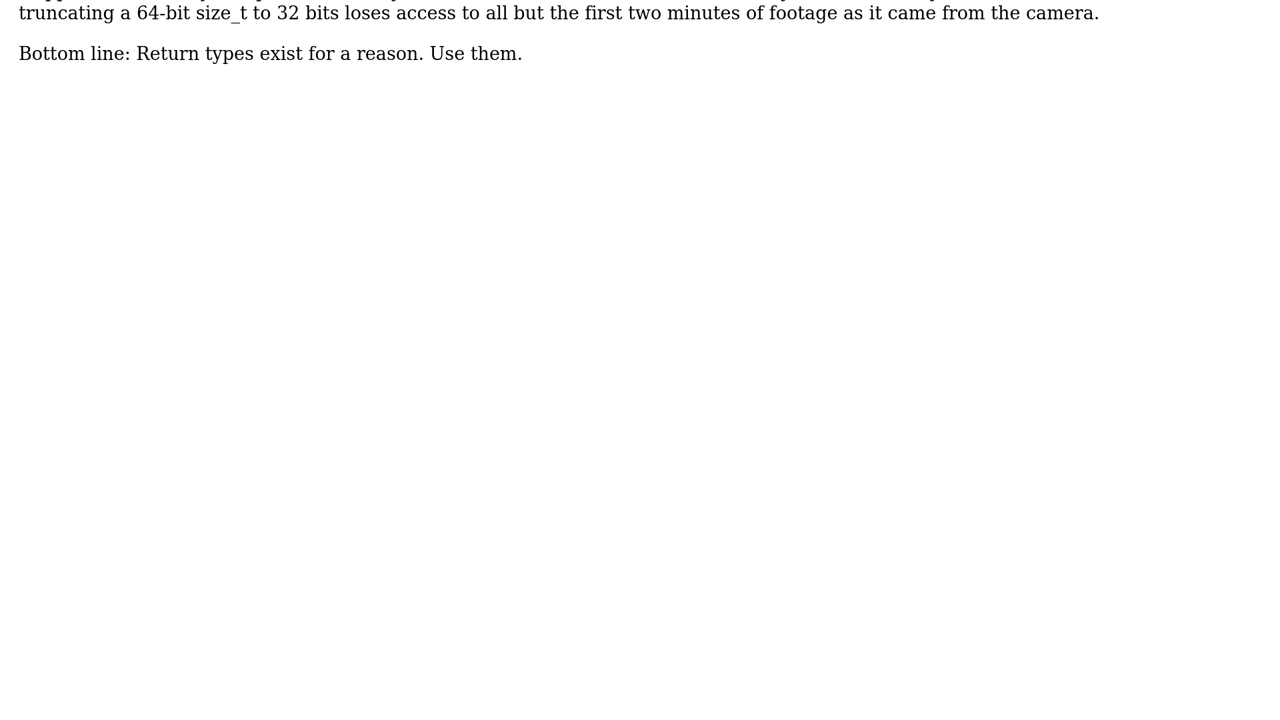 truncating a 64-bit size_t to 32 bits loses access to all but the first two minutes of footage as it came from the camera.
Bottom line: Return types exist for a reason. Use them.